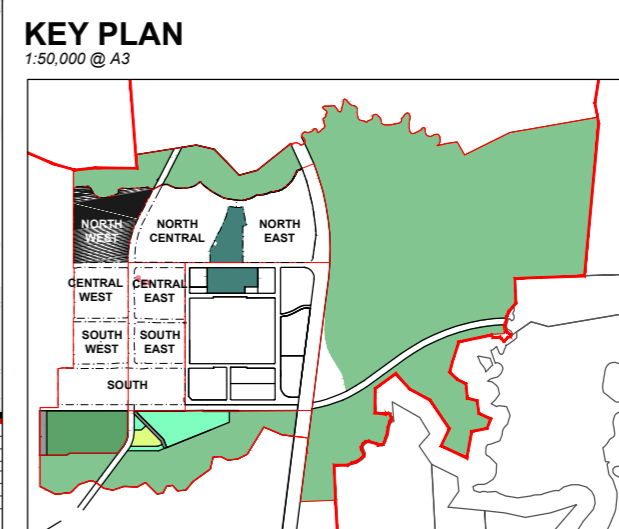 KEY PLAN
1:50,000 @ A3
NORTH
WEST
NORTH
CENTRAL
NORTH
EAST
CENTRAL
WEST
CENTRAL
EAST
SOUTH
WEST
SOUTH
EAST
SOUTH